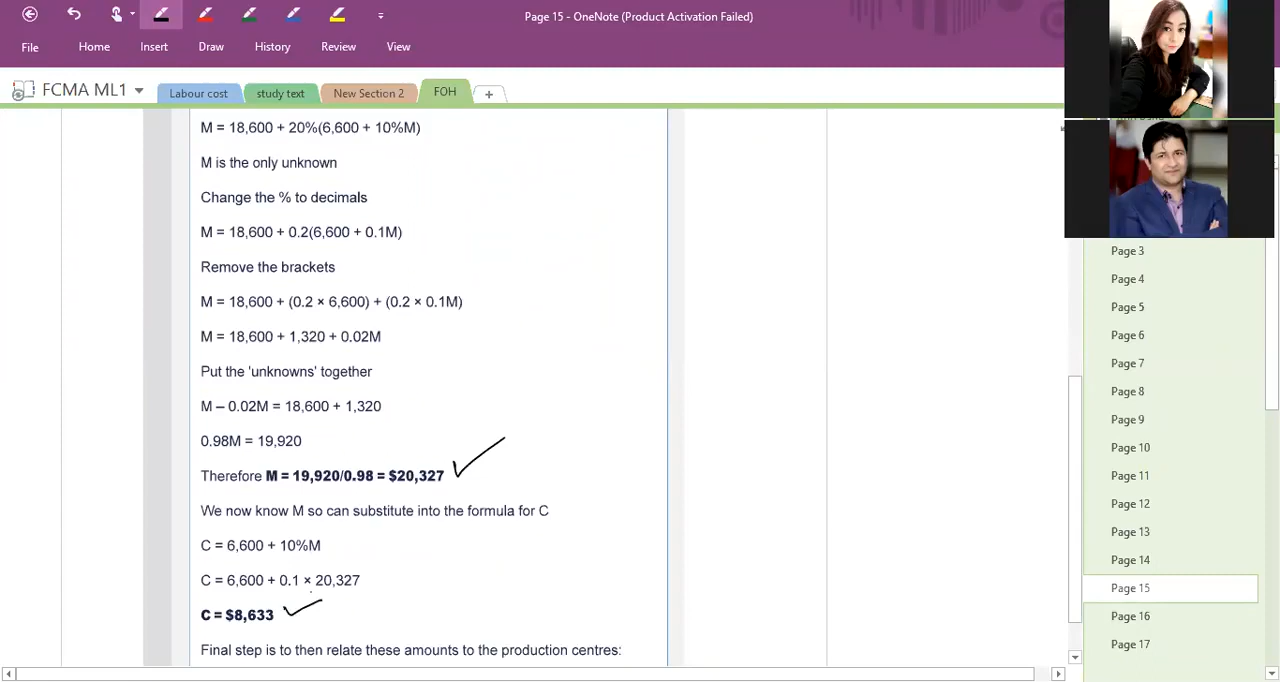 Page 15 - OneNote (Product Activation Failed)
File Home Insert Draw History Review View
FCMA ML1
Labour cost study text New Section 2 FOH
M = 18,600 + 20%(6,600 + 10%M)
M is the only unknown
Change the % to decimals
M = 18,600 + 0.2(6,600 + 0.1M)
Remove the brackets
M = 18,600 + (0.2 × 6,600) + (0.2 × 0.1M)
M = 18,600 + 1,320 + 0.02M
Put the 'unknowns' together
M – 0.02M = 18,600 + 1,320
0.98M = 19,920
Therefore M = 19,920/0.98 = $20,327
We now know M so can substitute into the formula for C
C = 6,600 + 10%M
C = 6,600 + 0.1 × 20,327
C = $8,633
Final step is to then relate these amounts to the production centres:
Page 3
Page 4
Page 5
Page 6
Page 7
Page 8
Page 9
Page 10
Page 11
Page 12
Page 13
Page 14
Page 15
Page 16
Page 17